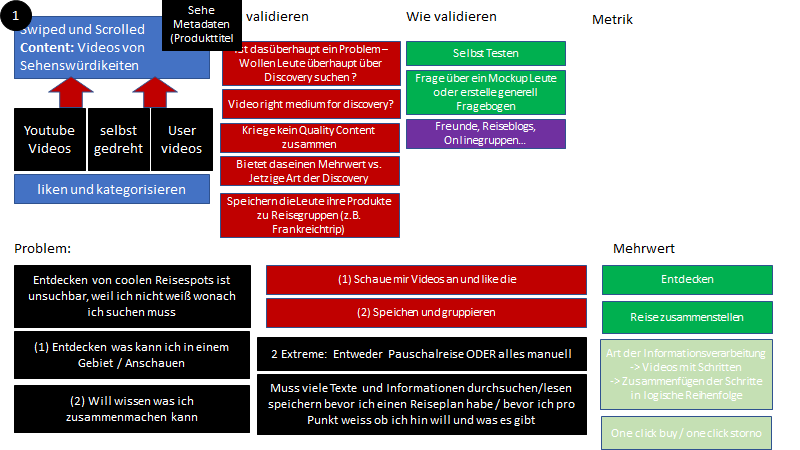 1
Sehe
Metadaten
(Produkttitel
Swiped und Scrolled
Content: Videos von
Sehenswürdikeiten
Youtube
Videos
selbst
gedreht
User
videos
liken und kategorisieren
validieren
Ist das überhaupt ein Problem –
Wollen Leute überhaupt über
Discovery suchen ?
Video right medium for discovery?
Kriege kein Quality Content
zusammen
Bietet das einen Mehrwert vs.
Jetzige Art der Discovery
Speichern die Leute ihre Produkte
zu Reisegruppen (z.B.
Frankreichtrip)
Wie validieren
Selbst Testen
Frage über ein Mockup Leute
oder erstelle generell
Fragebogen
Freunde, Reiseblogs,
Onlinegruppen...
Metrik
Problem:
Entdecken von coolen Reisespots ist
unsuchbar, weil ich nicht weiß wonach
ich suchen muss
(1) Entdecken was kann ich in einem
Gebiet / Anschauen
(2) Will wissen was ich
zusammenmachen kann
(1) Schaue mir Videos an und like die
(2) Speichen und gruppieren
2 Extreme: Entweder Pauschalreise ODER alles manuell
Muss viele Texte und Informationen durchsuchen/lesen
speichern bevor ich einen Reiseplan habe / bevor ich pro
Punkt weiss ob ich hin will und was es gibt
Mehrwert
Entdecken
Reise zusammenstellen
Art der Informationsverarbeitung
-> Videos mit Schritten
-> Zusammenfügen der Schritte
in logische Reihenfolge
One click buy / one click storno